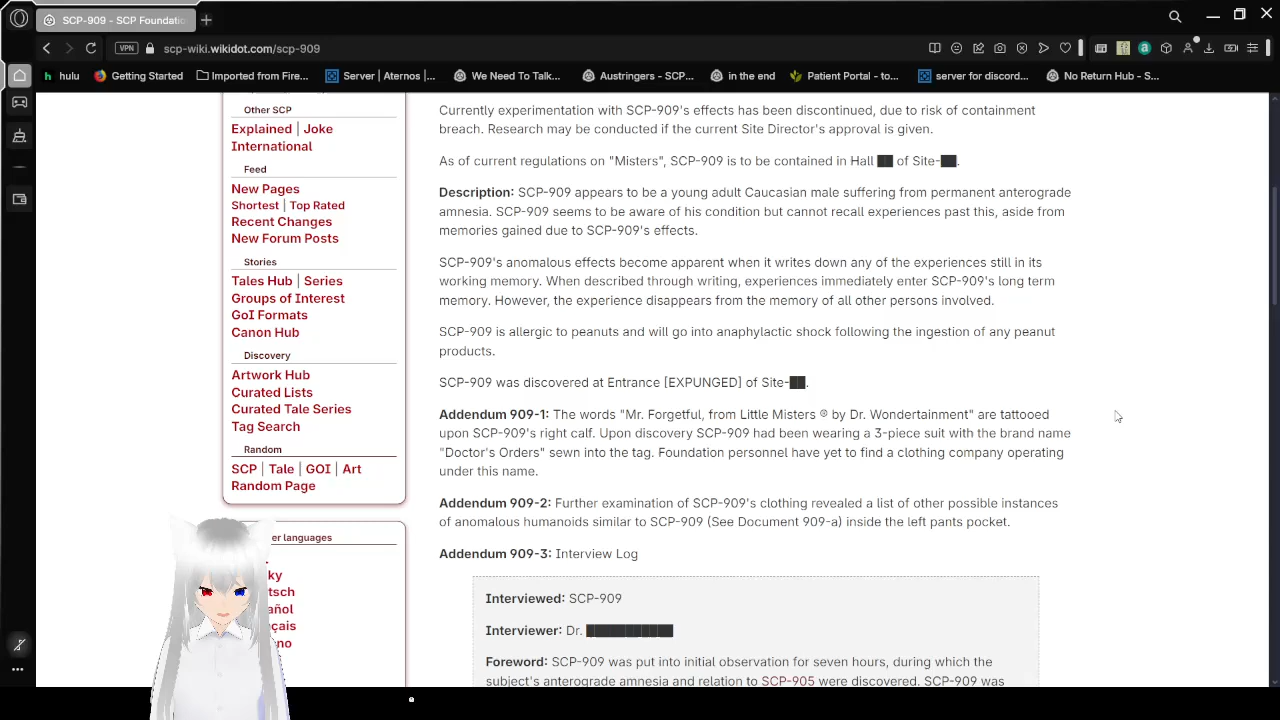 SCP-909 - SCP Foundatio
scp-wiki.wikidot.com/scp-909
VPN
hulu
Getting Started
Imported from Fire...
Server | Aternos |...
We Need To Talk...
Austringers - SCP...
in the end
Patient Portal - to...
server for discord...
No Return Hub - S...
Other SCP
Explained | Joke
International
Feed
New Pages
Shortest | Top Rated
Recent Changes
New Forum Posts
Stories
Tales Hub | Series
Groups of Interest
GoI Formats
Canon Hub
Discovery
Artwork Hub
Curated Lists
Curated Tale Series
Tag Search
Random
SCP | Tale | GOI | Art
Random Page
er languages
ky
tsch
añol
çais
no
Currently experimentation with SCP-909's effects has been discontinued, due to risk of containment
breach. Research may be conducted if the current Site Director's approval is given.
As of current regulations on "Misters", SCP-909 is to be contained in Hall ██ of Site-██.
Description: SCP-909 appears to be a young adult Caucasian male suffering from permanent anterograde
amnesia. SCP-909 seems to be aware of his condition but cannot recall experiences past this, aside from
memories gained due to SCP-909's effects.
SCP-909's anomalous effects become apparent when it writes down any of the experiences still in its
working memory. When described through writing, experiences immediately enter SCP-909's long term
memory. However, the experience disappears from the memory of all other persons involved.
SCP-909 is allergic to peanuts and will go into anaphylactic shock following the ingestion of any peanut
products.
SCP-909 was discovered at Entrance [EXPUNGED] of Site-██.
Addendum 909-1: The words "Mr. Forgetful, from Little Misters ® by Dr. Wondertainment" are tattooed
upon SCP-909's right calf. Upon discovery SCP-909 had been wearing a 3-piece suit with the brand name
"Doctor's Orders" sewn into the tag. Foundation personnel have yet to find a clothing company operating
under this name.
Addendum 909-2: Further examination of SCP-909's clothing revealed a list of other possible instances
of anomalous humanoids similar to SCP-909 (See Document 909-a) inside the left pants pocket.
Addendum 909-3: Interview Log
Interviewed: SCP-909
Interviewer: Dr. ███████████
Foreword: SCP-909 was put into initial observation for seven hours, during which the
subject's anterograde amnesia and relation to SCP-905 were discovered. SCP-909 was